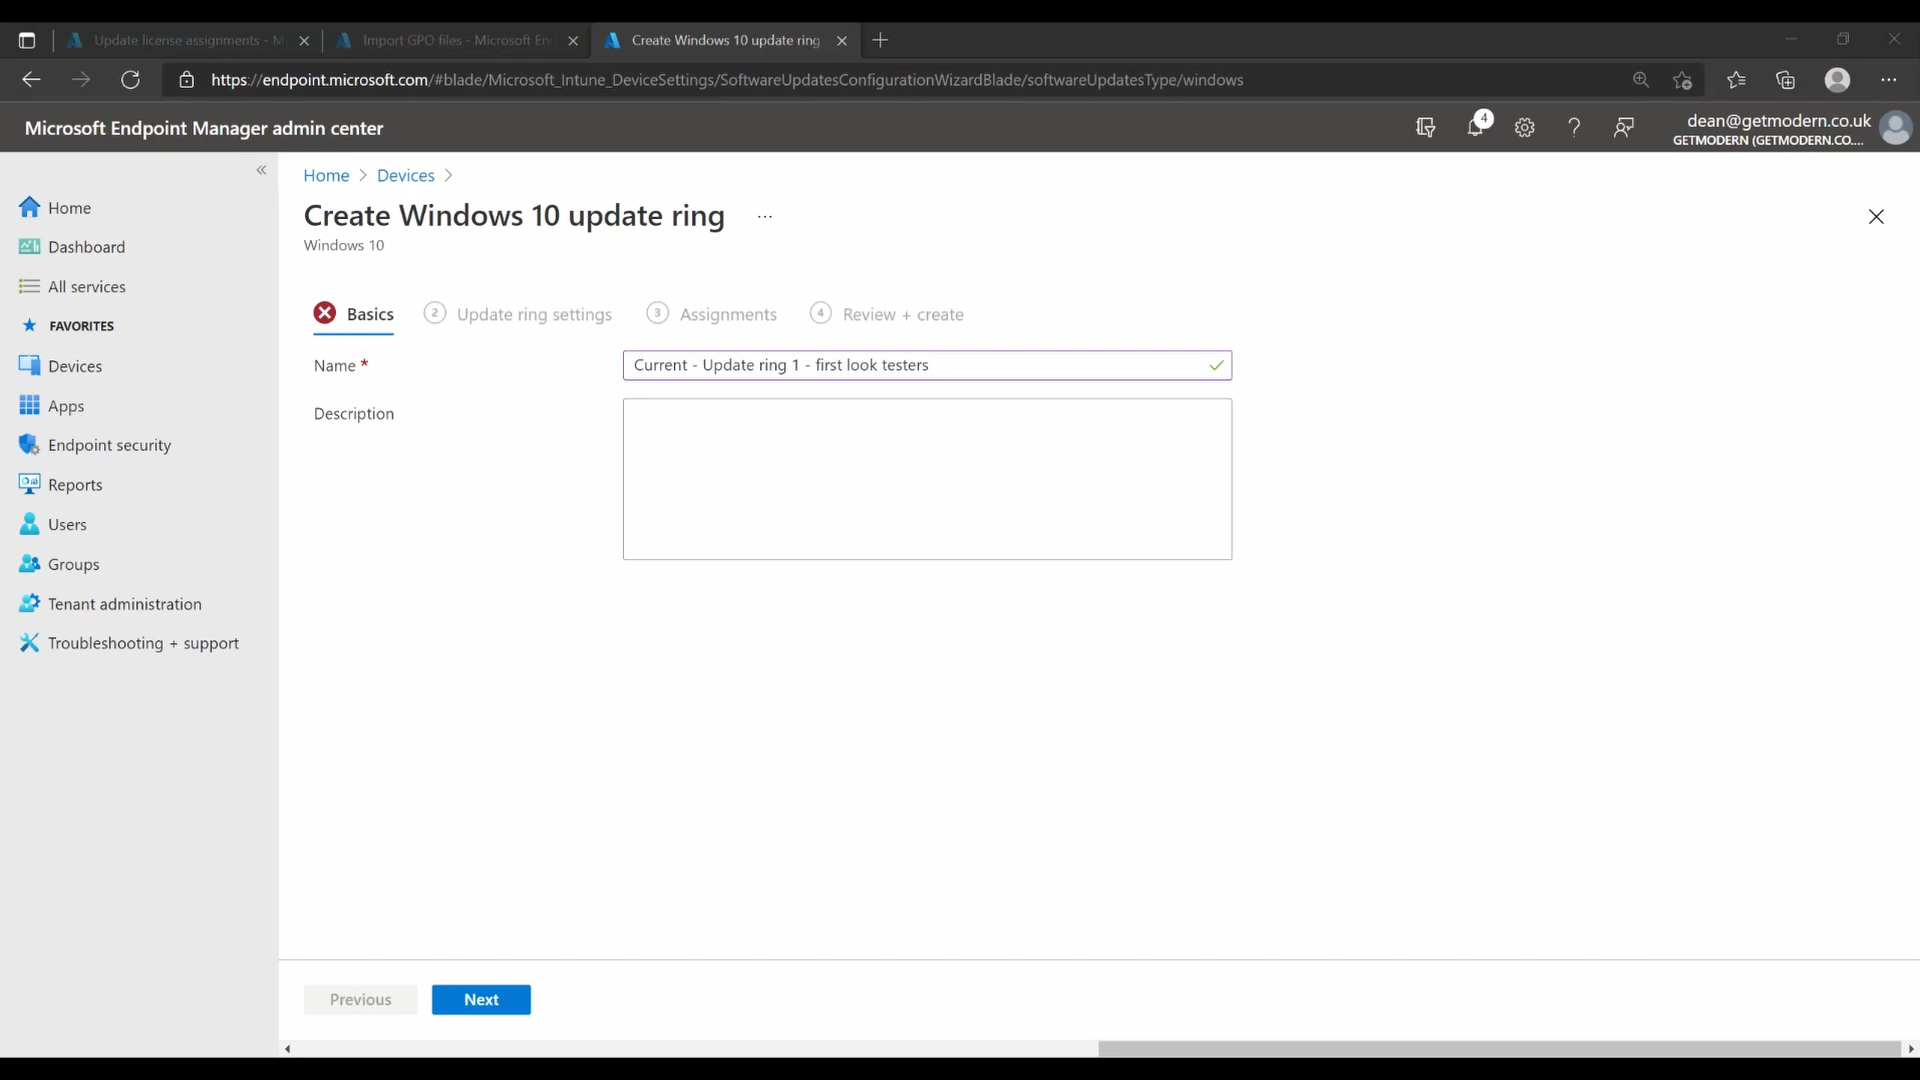 Update license assignments - M
Import GPO files - Microsoft En
Create Windows 10 update ring
https://endpoint.microsoft.com/#blade/Microsoft_Intune_DeviceSettings/SoftwareUpdatesConfigurationWizardBlade/softwareUpdatesType/windows
Microsoft Endpoint Manager admin center
4
dean@getmodern.co.uk
GETMODERN (GETMODERN.CO....
Home
Dashboard
All services
FAVORITES
Devices
Apps
Endpoint security
Reports
Users
Groups
Tenant administration
Troubleshooting + support
Home > Devices >
Create Windows 10 update ring ...
Windows 10
Basics
2 Update ring settings
3 Assignments
4 Review + create
Name *
Current - Update ring 1 - first look testers
Description
Previous
Next